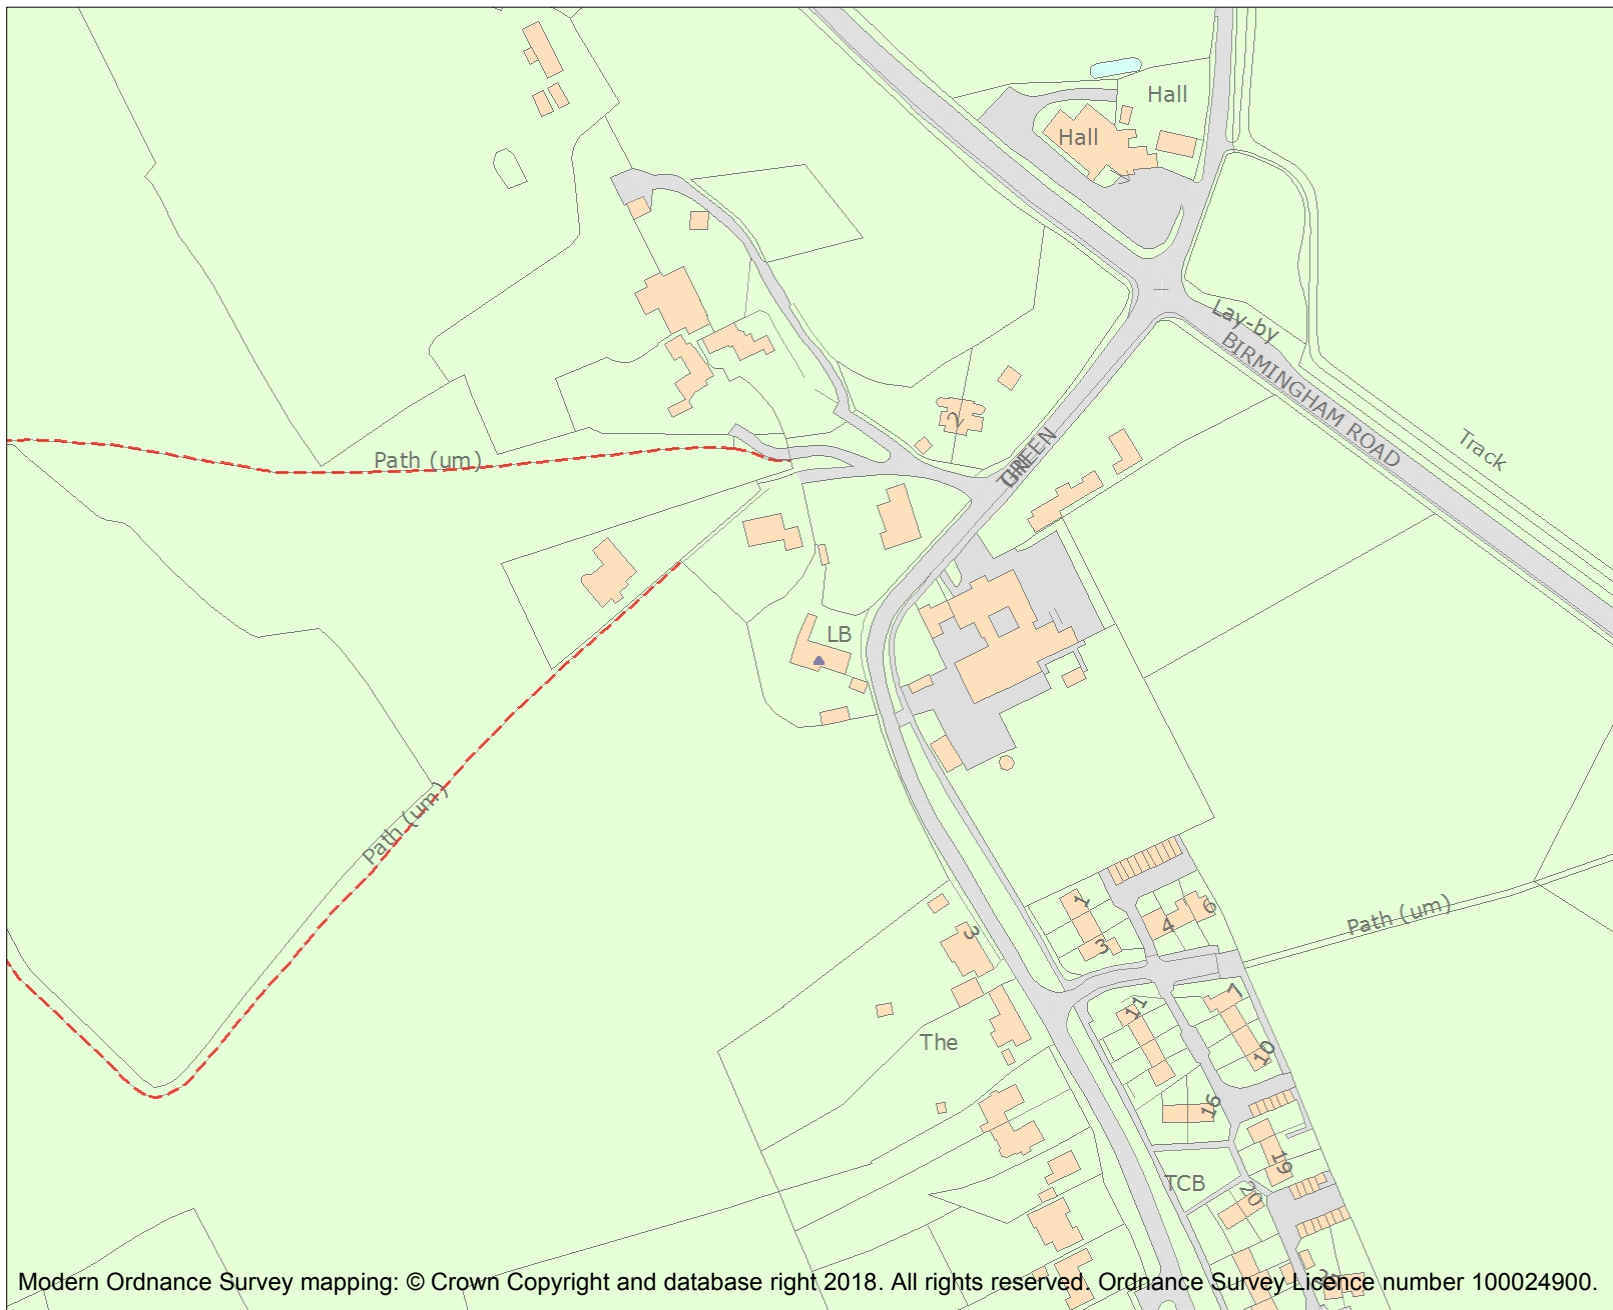 Hall
Hall
Lay-by
BIRMINGHAM ROAD
Track
2
THE GREEN
Path (um)
LB
Path (um)
1
6
4
3
3
Path (um)
7
11
The
10
16
19
TCB
20
Modern Ordnance Survey mapping: © Crown Copyright and database right 2018. All rights reserved. Ordnance Survey Licence number 100024900.